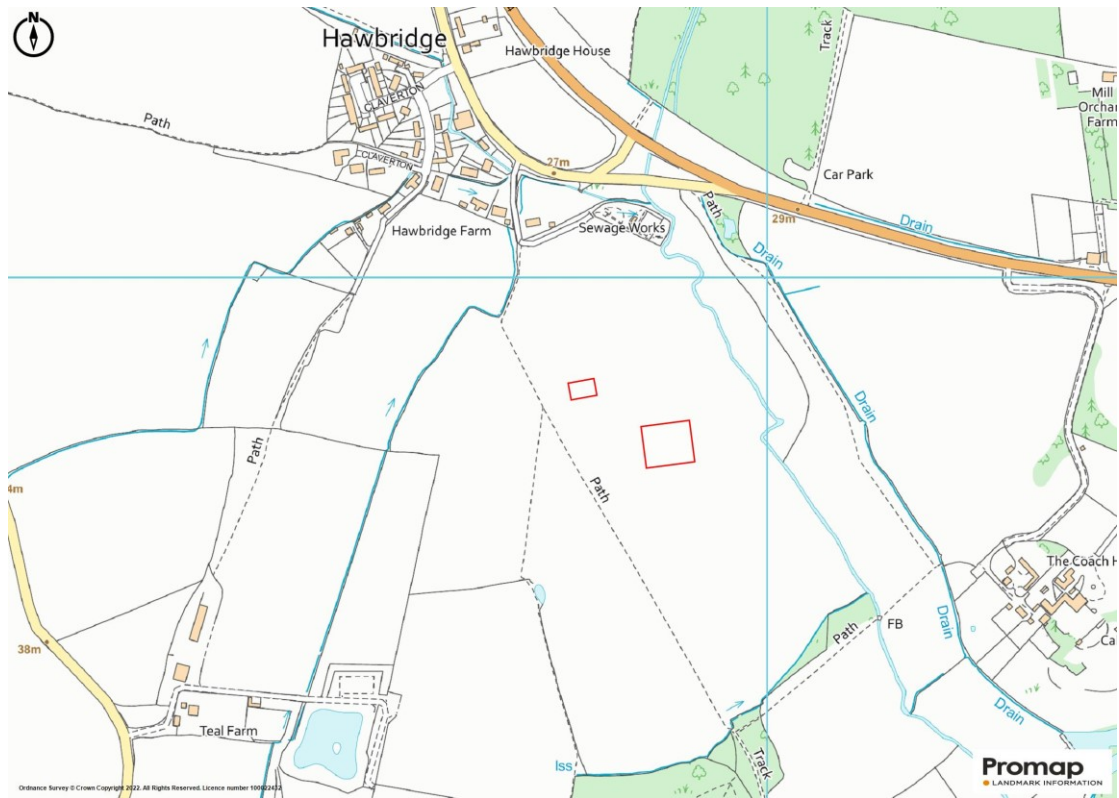 N
Hawbridge
Hawbridge House
CLAVERTON
CLAVERTON
Path
27m
Track
Mill
Orchar
Farm
Car Park
29m
Drain
Hawbridge Farm
Sewage Works
Path
Drain
Path
Drain
Path
4m
38m
Teal Farm
The Coach H
Ca
FB
Path
Drain
Drain
Track
Iss
Promap
LANDMARK INFORMATION
Ordnance Survey © Crown Copyright 2022. All Rights Reserved. Licence number 100022432